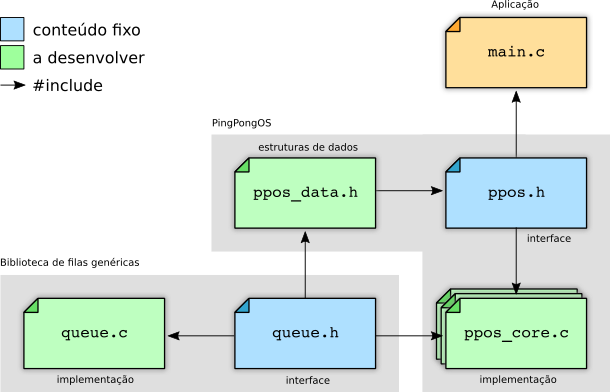 Aplicação
conteúdo fixo
main.c
a desenvolver
#include
PingPongOS
estruturas de dados
ppos_data.h
ppos.h
interface
Biblioteca de filas genéricas
queue.c
queue.h
ppos_core.c
implementação
interface
implementação